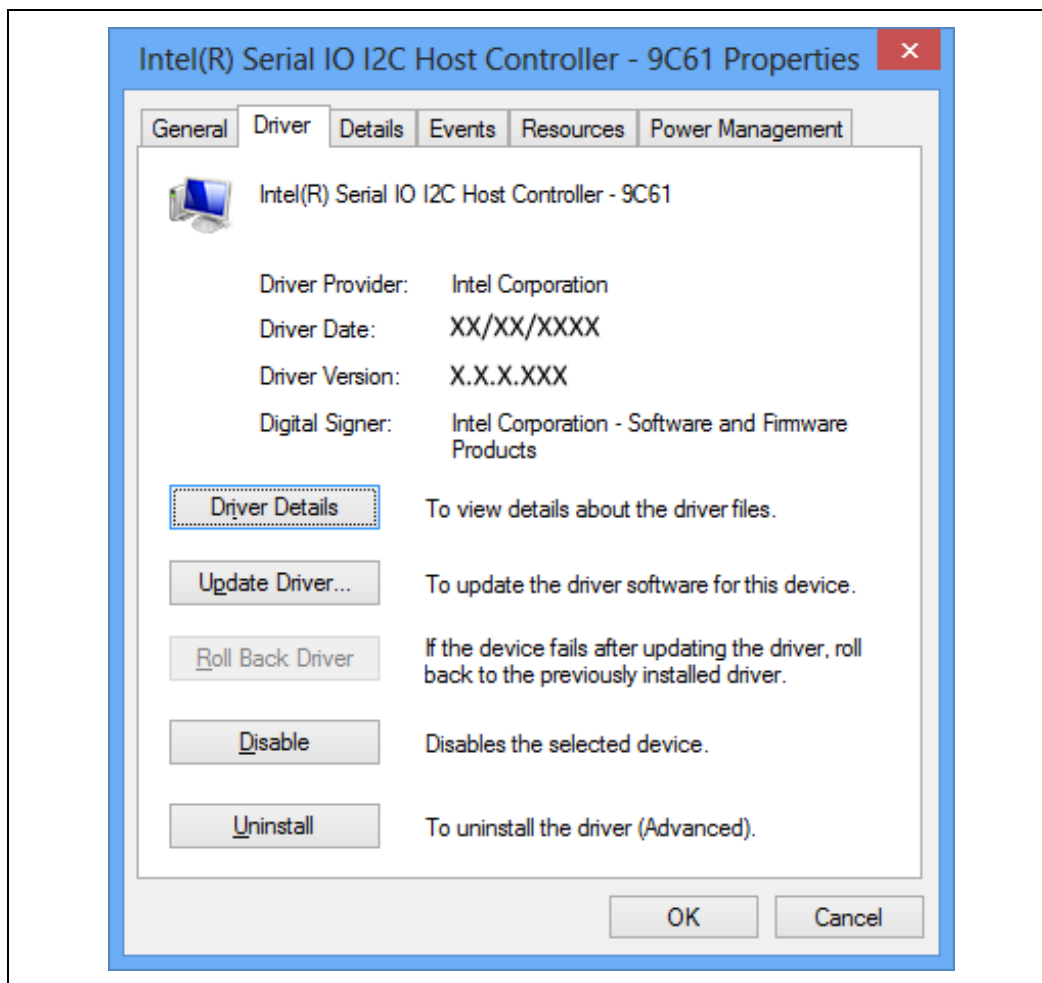 Intel(R) Serial IO I2C Host Controller - 9C61 Properties
General Driver Details Events Resources Power Management
Intel(R) Serial IO I2C Host Controller - 9C61
Driver Provider: Intel Corporation
Driver Date: XX/XX/XXXX
Driver Version: X.X.X.XXX
Digital Signer: Intel Corporation - Software and Firmware
Products
Driver Details To view details about the driver files.
Update Driver... To update the driver software for this device.
Roll Back Driver If the device fails after updating the driver, roll
back to the previously installed driver.
Disable Disables the selected device.
Uninstall To uninstall the driver (Advanced).
OK Cancel